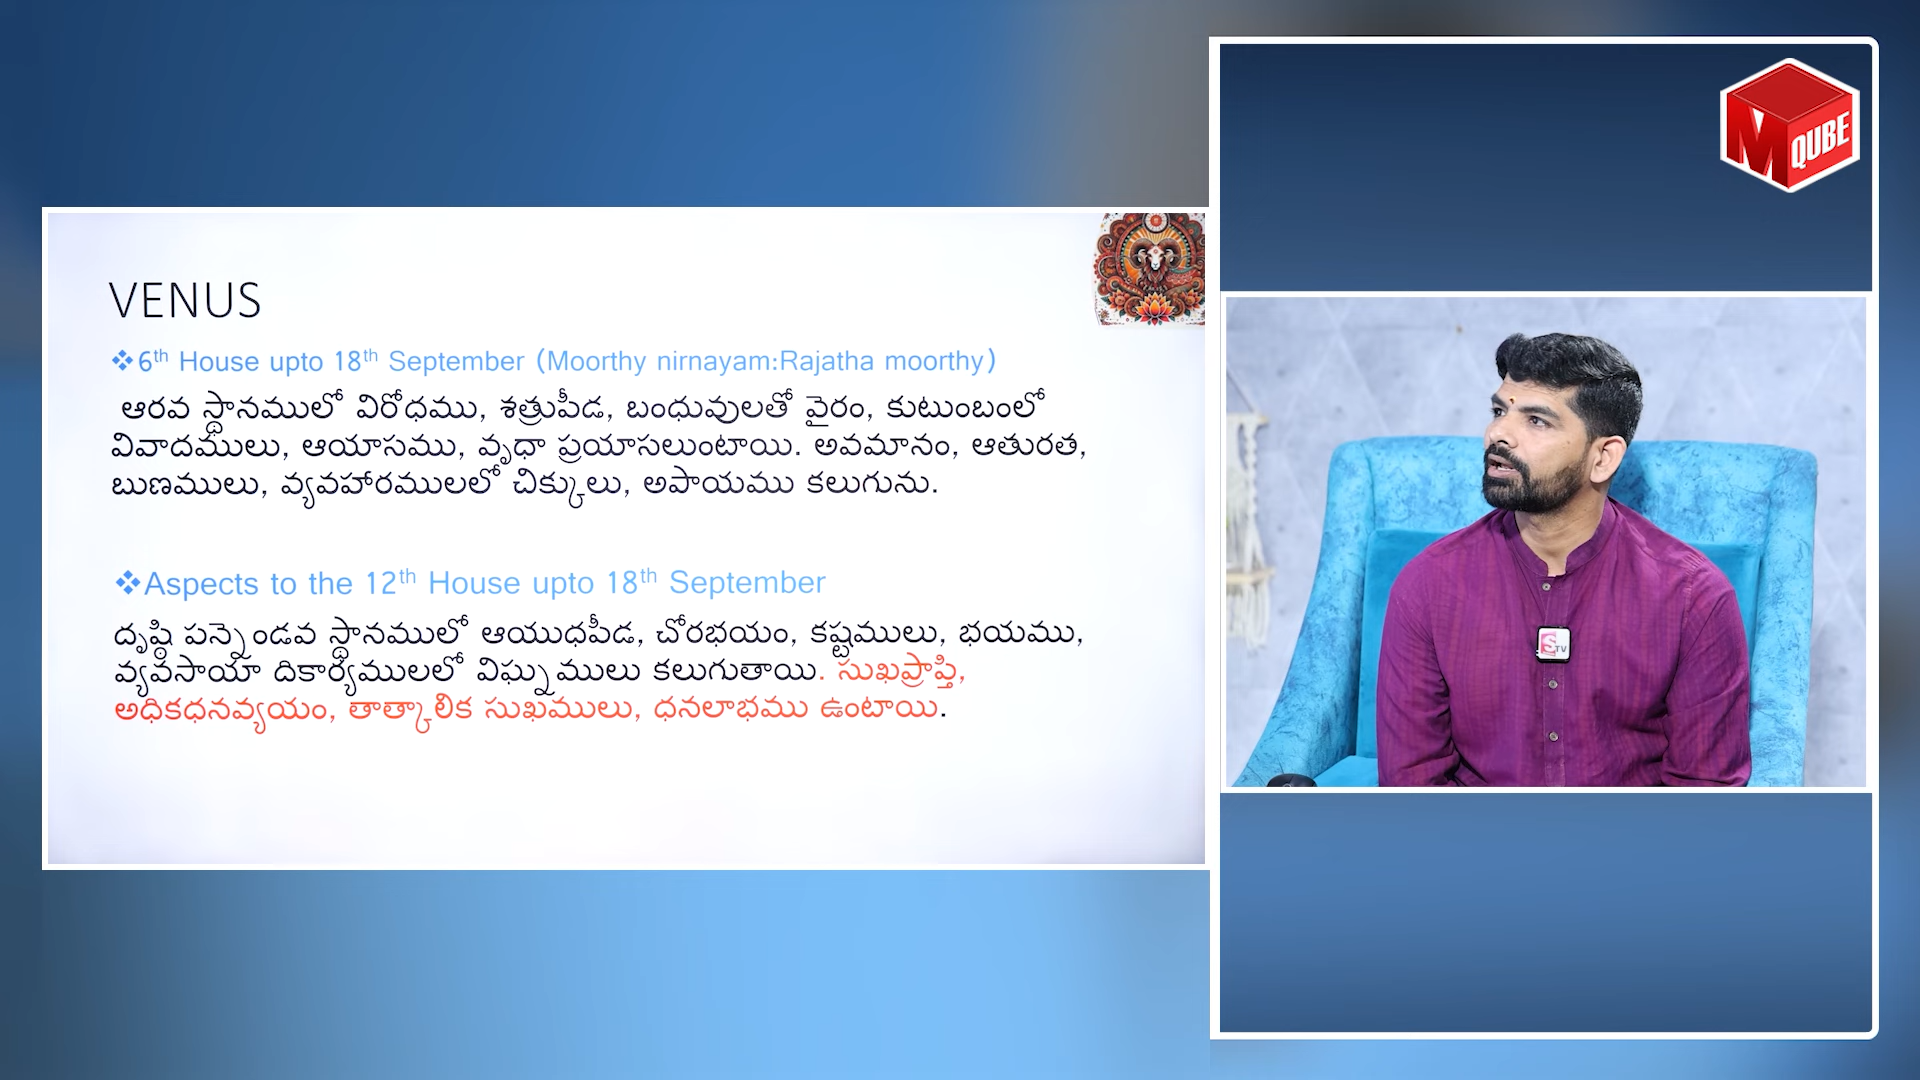 VENUS
❖6th House upto 18th September (Moorthy nirnayam:Rajatha moorthy)
ఆరవ స్థానములో విరోధము, శత్రుపీడ, బంధువులతో వైరం, కుటుంబంలో
వివాదములు, ఆయాసము, వృధా ప్రయాసలుంటాయి. అవమానం, ఆతురత,
ఋణములు, వ్యవహారములలో చిక్కులు, అపాయము కలుగును.
❖Aspects to the 12th House upto 18th September
దృష్ఠి పన్నెండవ స్థానములో ఆయుధపీడ, చోరభయం, కష్టములు, భయము,
వ్యవసాయా దికార్యములలో విఘ్నములు కలుగుతాయి. సుఖప్రాప్తి,
అధికధనవ్యయం, తాత్కాలిక సుఖములు, ధనలాభము ఉంటాయి.
M QUBE
S TV